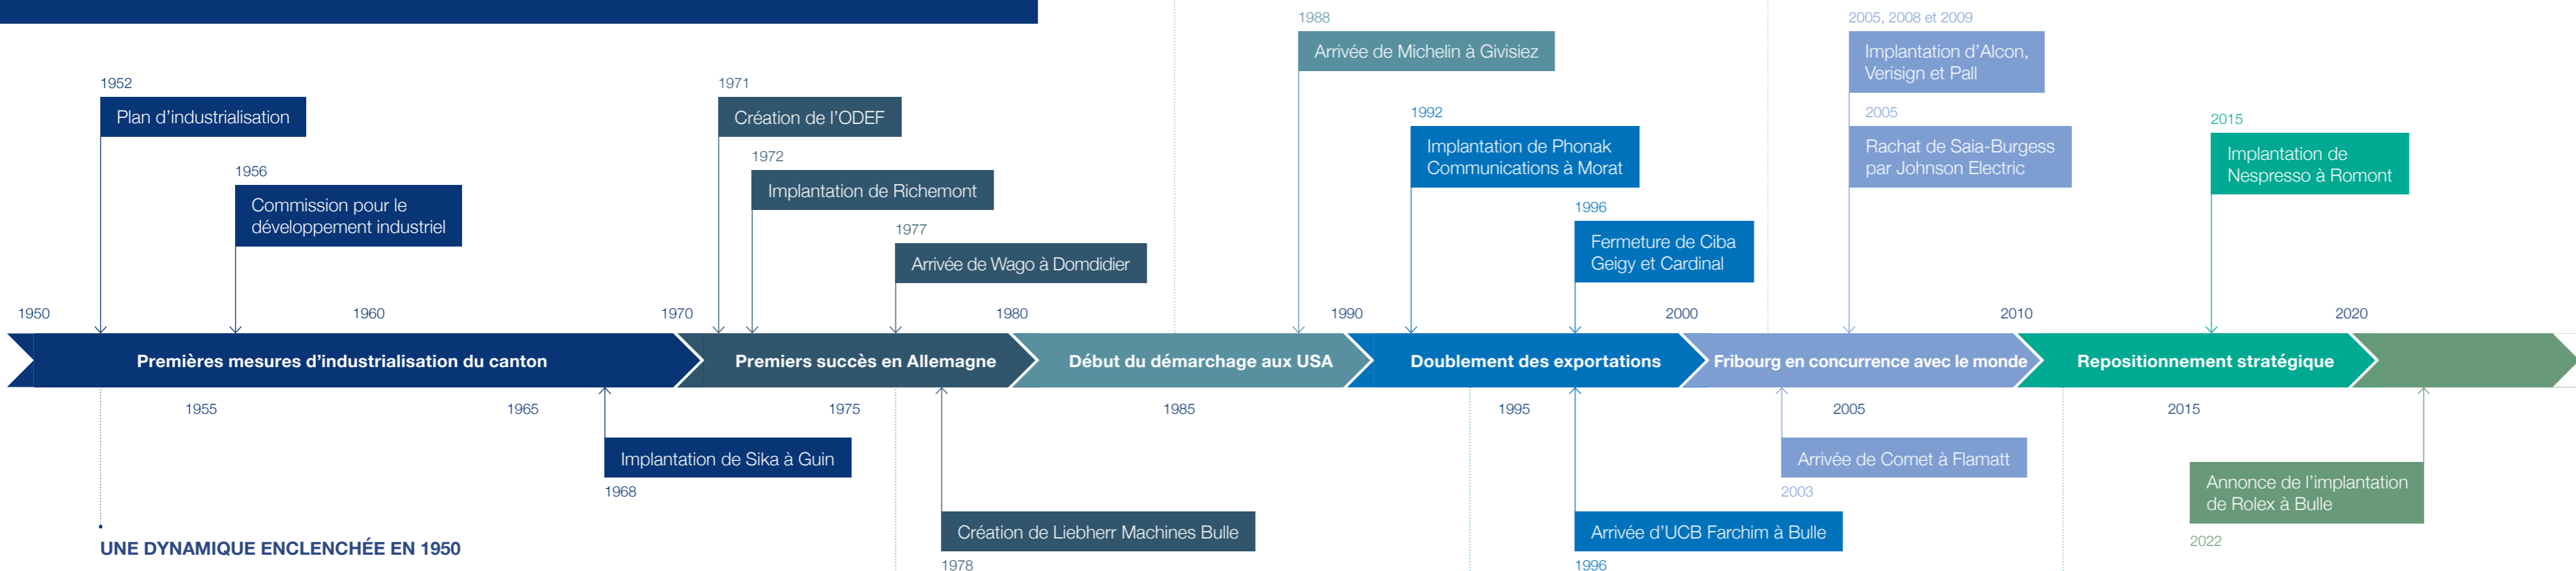 1952
Plan d’industrialisation
1956
Commission pour le
développement industriel
1971
Création de l’ODEF
1972
Implantation de Richemont
1977
Arrivée de Wago à Domdidier
1988
Arrivée de Michelin à Givisiez
1992
Implantation de Phonak
Communications à Morat
1996
Fermeture de Ciba
Geigy et Cardinal
2005, 2008 et 2009
Implantation d’Alcon,
Verisign et Pall
2005
Rachat de Saia-Burgess
par Johnson Electric
2015
Implantation de
Nespresso à Romont
1950
1960
1970
1980
1990
2000
2010
2020
Premières mesures d’industrialisation du canton
Premiers succès en Allemagne
Début du démarchage aux USA
Doublement des exportations
Fribourg en concurrence avec le monde
Repositionnement stratégique
1955
1965
1975
1985
1995
2005
2015
Implantation de Sika à Guin
1968
Création de Liebherr Machines Bulle
1978
Arrivée d’UCB Farchim à Bulle
1996
Arrivée de Comet à Flamatt
2003
Annonce de l’implantation
de Rolex à Bulle
2022
UNE DYNAMIQUE ENCLENCHÉE EN 1950